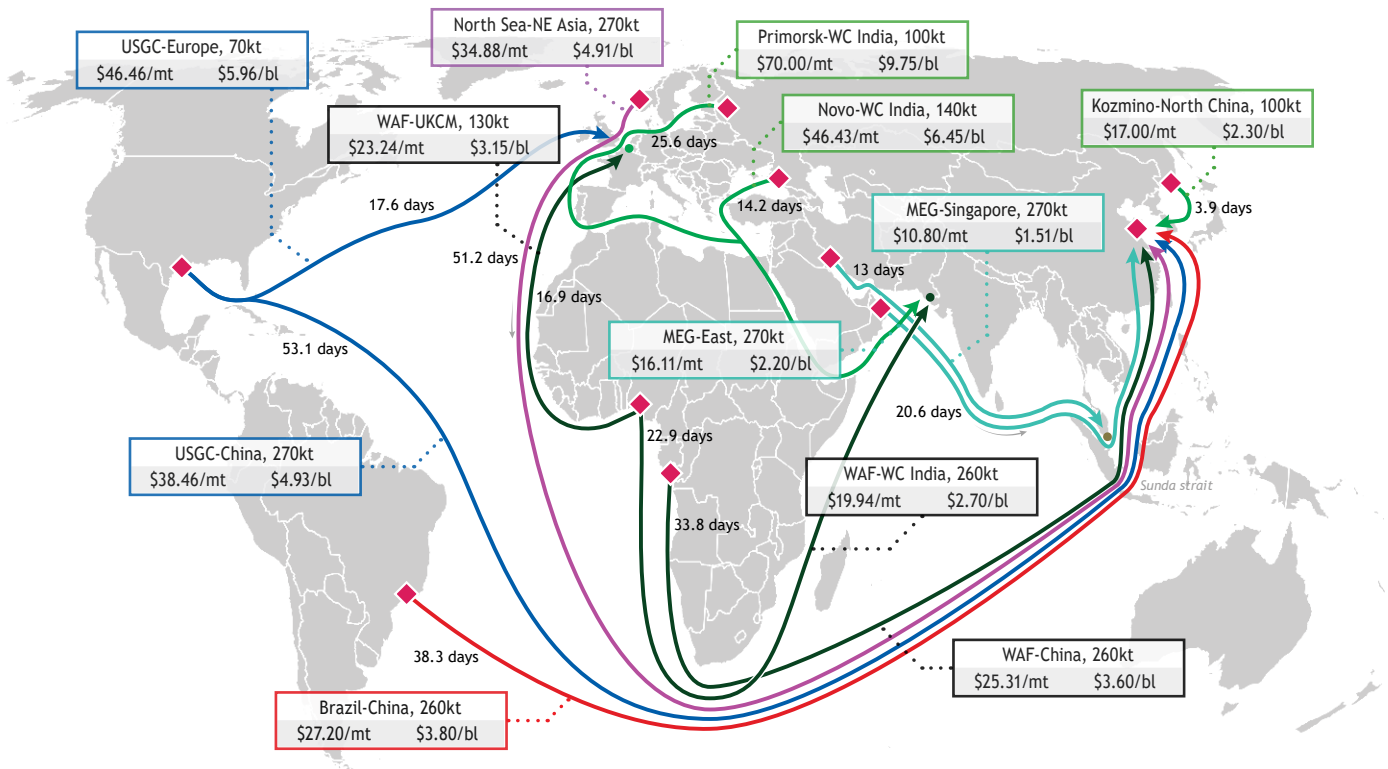 North Sea-NE Asia, 270kt
$34.88/mt $4.91/bl
USGC-Europe, 70kt
$46.46/mt $5.96/bl
Primorsk-WC India, 100kt
$70.00/mt $9.75/bl
WAF-UKCM, 130kt
$23.24/mt $3.15/bl
Novo-WC India, 140kt
$46.43/mt $6.45/bl
Kozmino-North China, 100kt
$17.00/mt $2.30/bl
25.6 days
17.6 days
14.2 days
MEG-Singapore, 270kt
$10.80/mt $1.51/bl
3.9 days
51.2 days
13 days
16.9 days
53.1 days
MEG-East, 270kt
$16.11/mt $2.20/bl
20.6 days
22.9 days
USGC-China, 270kt
$38.46/mt $4.93/bl
WAF-WC India, 260kt
$19.94/mt $2.70/bl
Sunda strait
33.8 days
38.3 days
WAF-China, 260kt
$25.31/mt $3.60/bl
Brazil-China, 260kt
$27.20/mt $3.80/bl